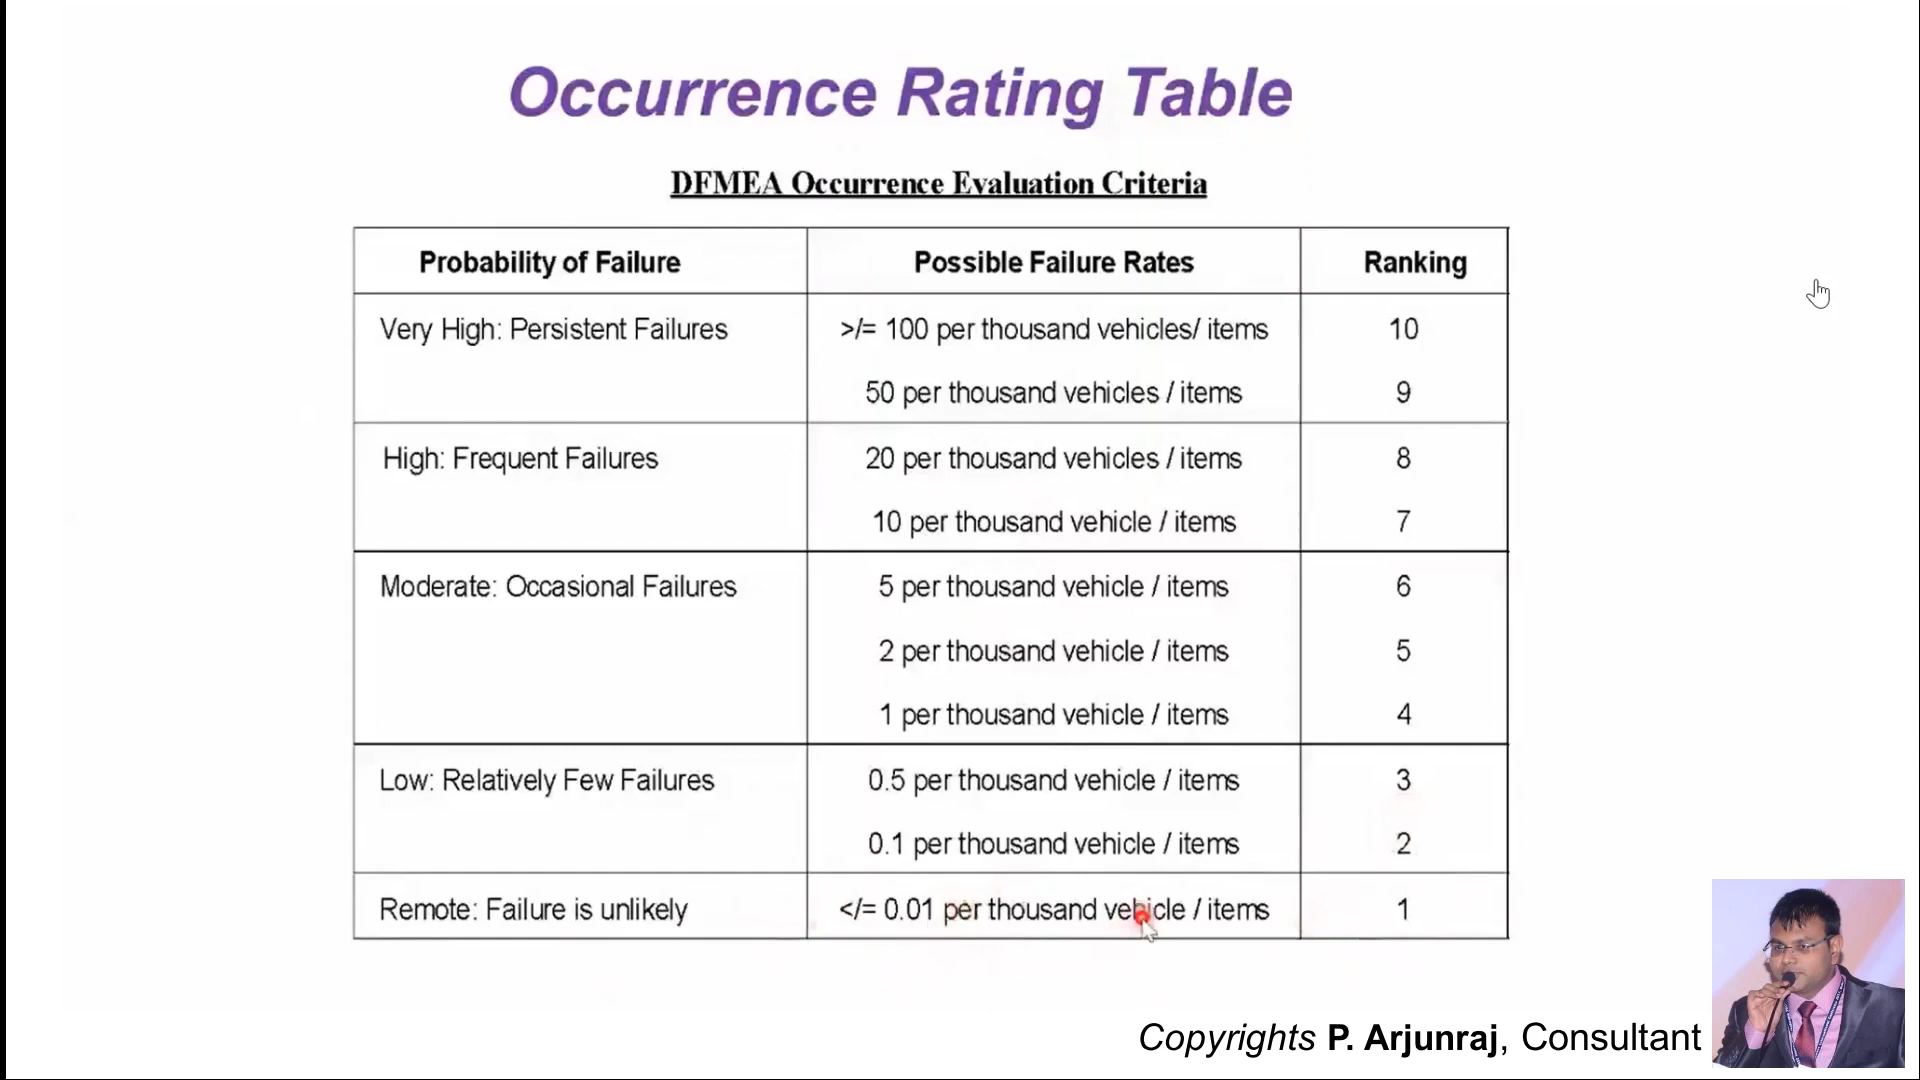 Occurrence Rating Table
DFMEA Occurrence Evaluation Criteria
Probability of Failure Possible Failure Rates Ranking
Very High: Persistent Failures >/= 100 per thousand vehicles/ items 10
50 per thousand vehicles / items 9
High: Frequent Failures 20 per thousand vehicles / items 8
10 per thousand vehicle / items 7
Moderate: Occasional Failures 5 per thousand vehicle / items 6
2 per thousand vehicle / items 5
1 per thousand vehicle / items 4
Low: Relatively Few Failures 0.5 per thousand vehicle / items 3
0.1 per thousand vehicle / items 2
Remote: Failure is unlikely </= 0.01 per thousand vehicle / items 1
Copyrights P. Arjunraj, Consultant